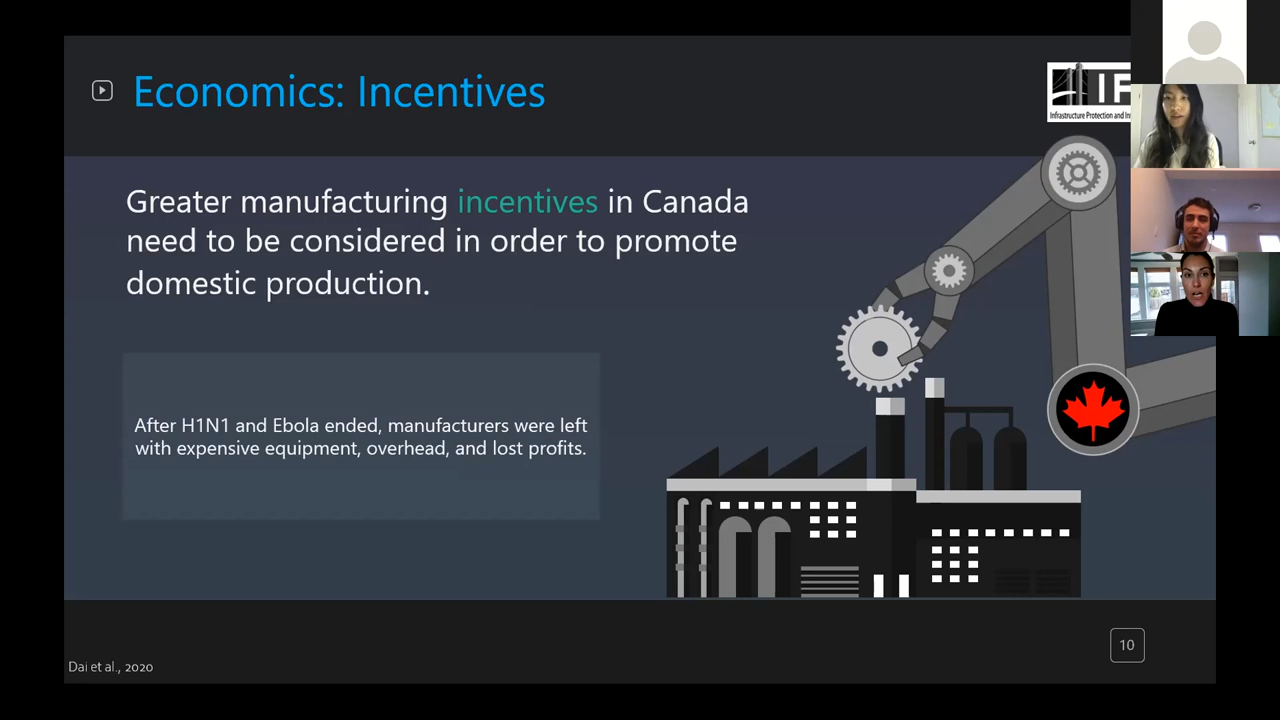 Economics: Incentives
IF
Infrastructure Protection and In
Greater manufacturing incentives in Canada
need to be considered in order to promote
domestic production.
After H1N1 and Ebola ended, manufacturers were left
with expensive equipment, overhead, and lost profits.
10
Dai et al., 2020